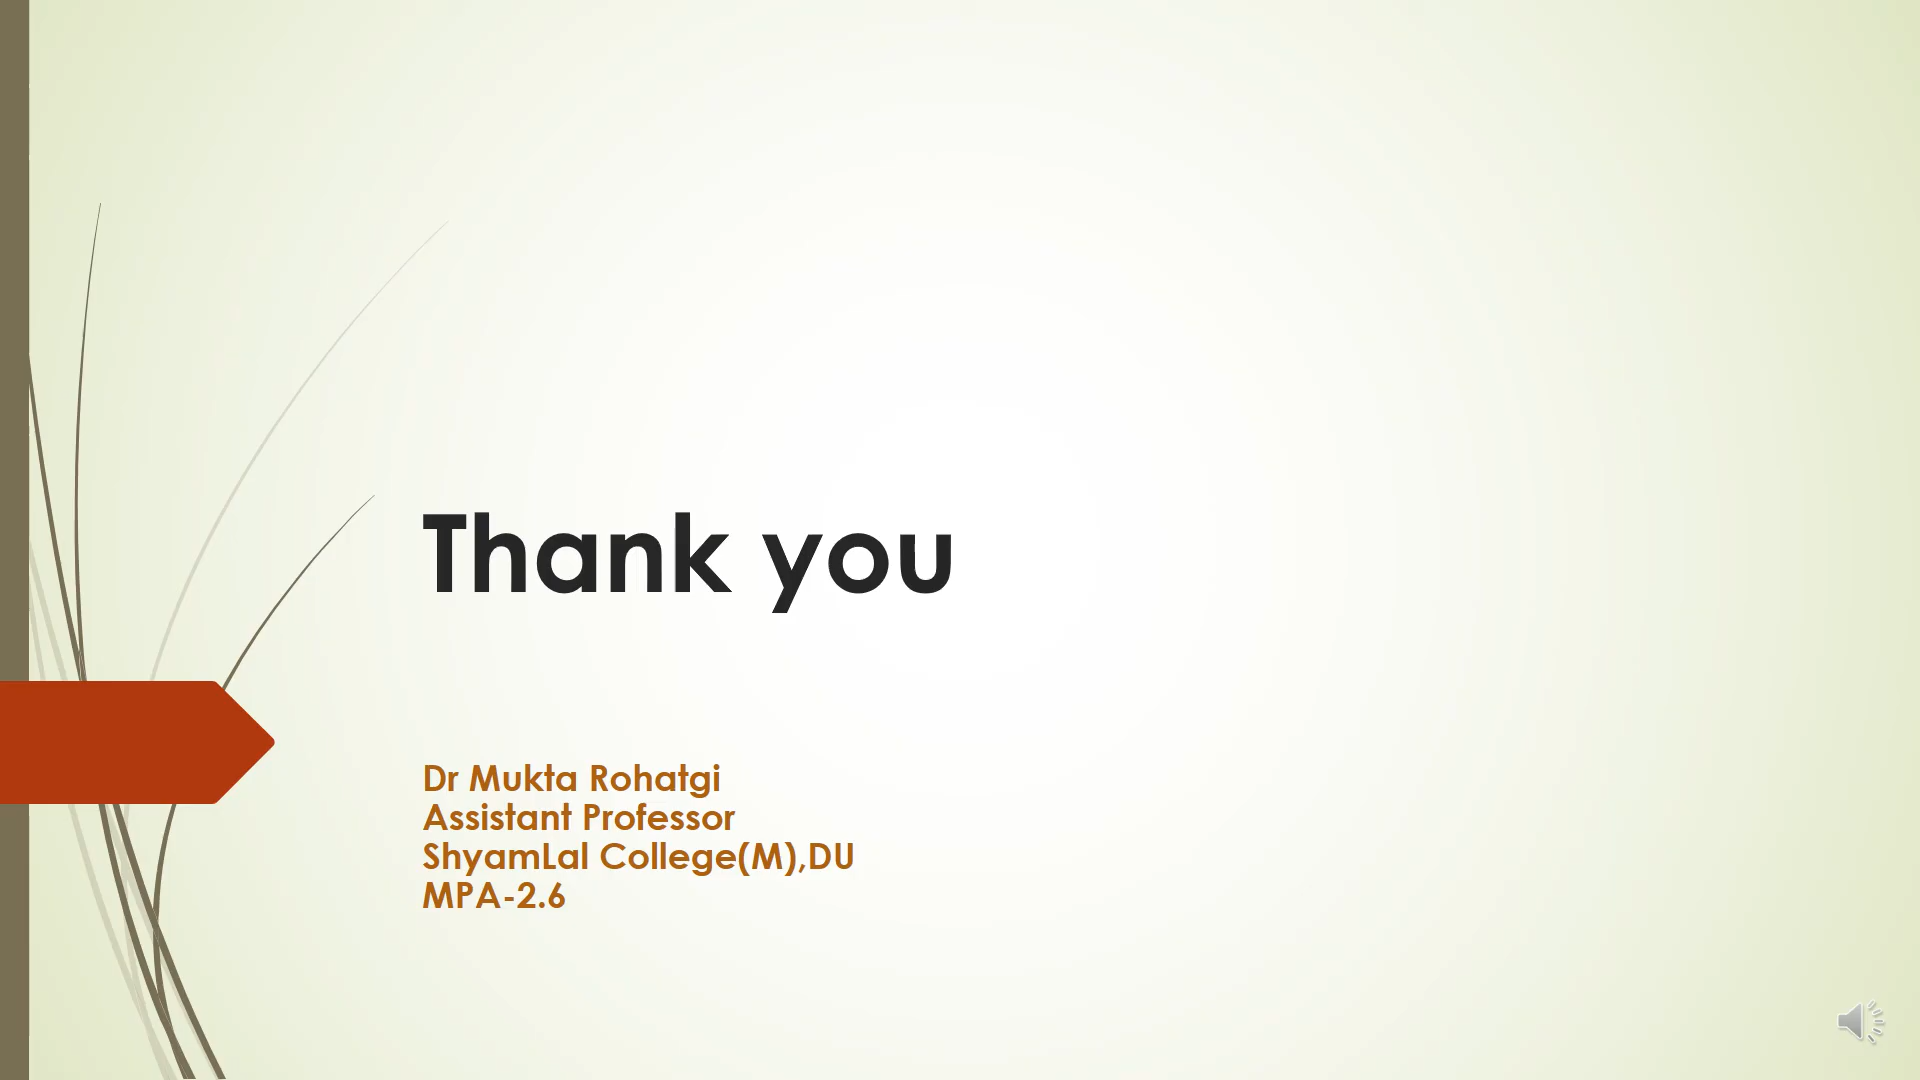 Thank you
Dr Mukta Rohatgi
Assistant Professor
ShyamLal College(M),DU
MPA-2.6